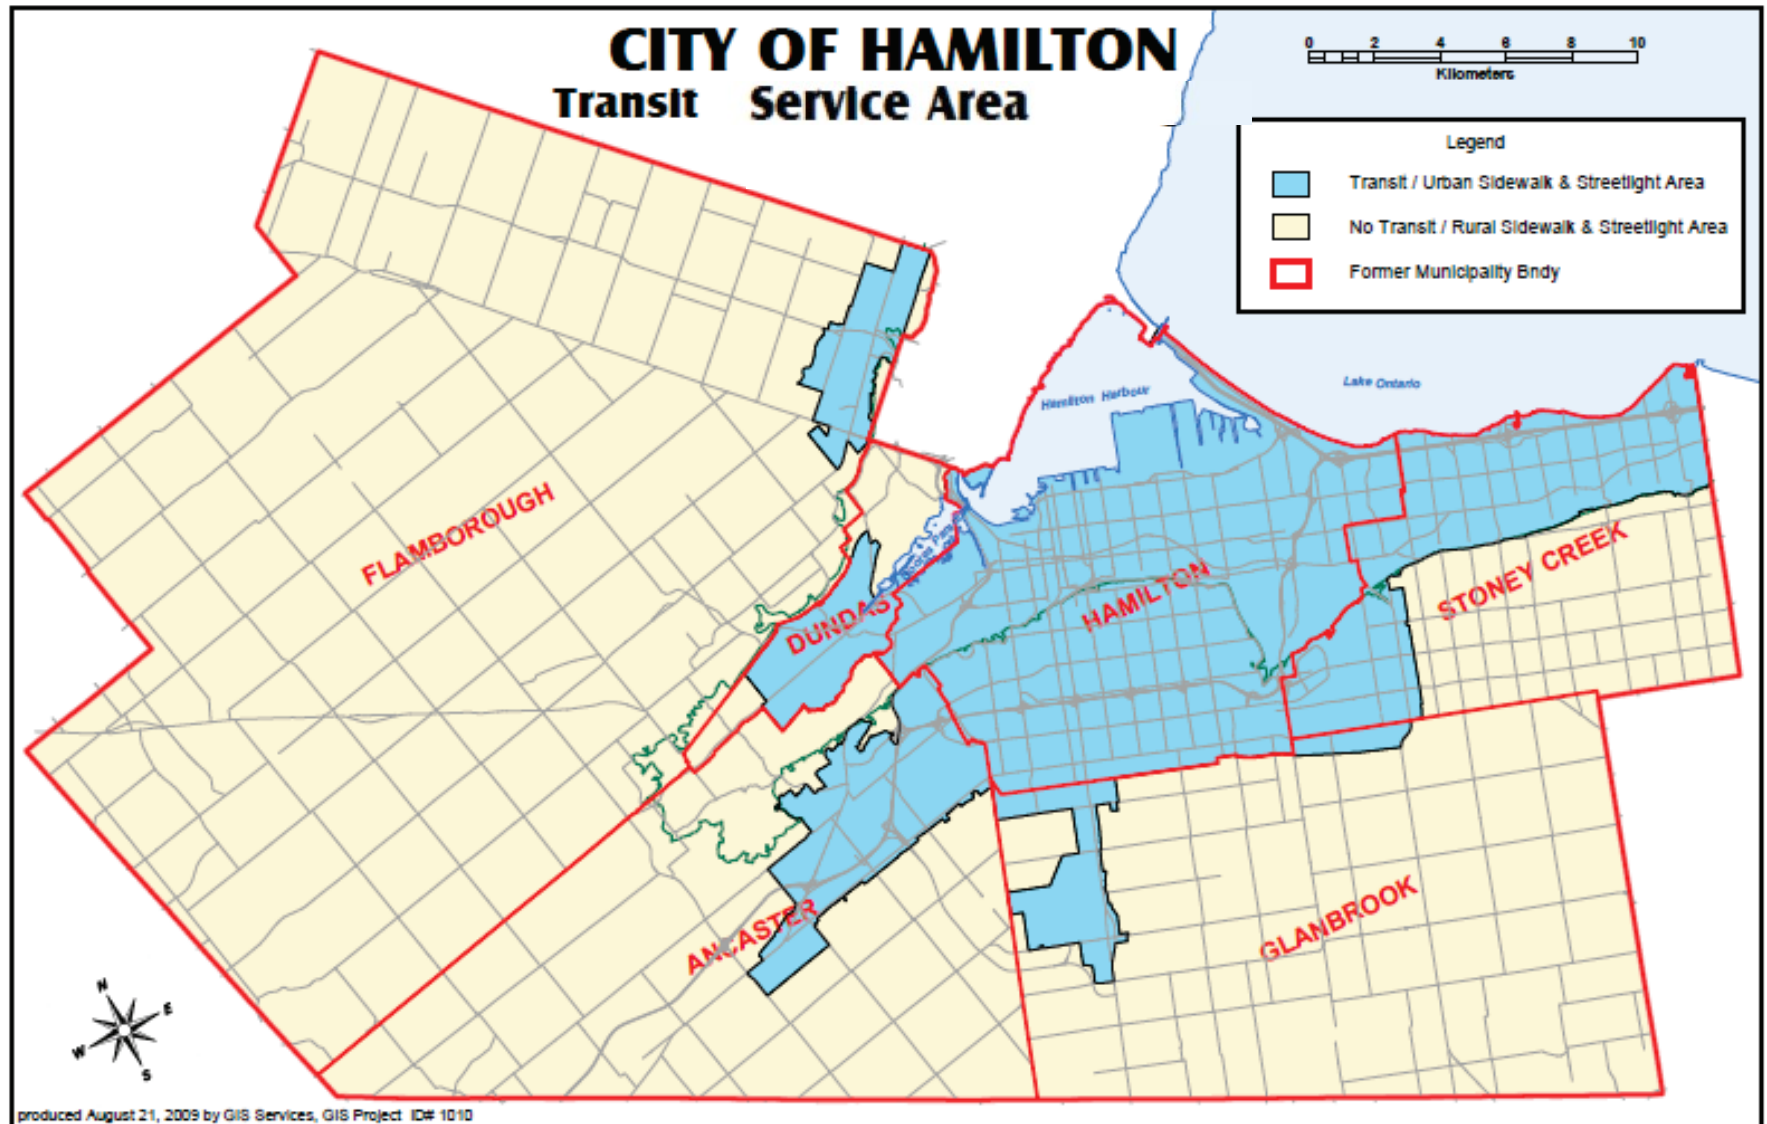 CITY OF HAMILTON
Transit Service Area
0 2 4 6 8 10
Kilometers
Legend
Transit / Urban Sidewalk & Streetlight Area
No Transit / Rural Sidewalk & Streetlight Area
Former Municipality Bndy
Lake Ontario
Hamilton Harbour
FLAMBOROUGH
STONEY CREEK
HAMILTON
DUNDAS
GLANBROOK
ANCASTER
N
E
W
S
produced August 21, 2009 by GIS Services, GIS Project ID# 1010